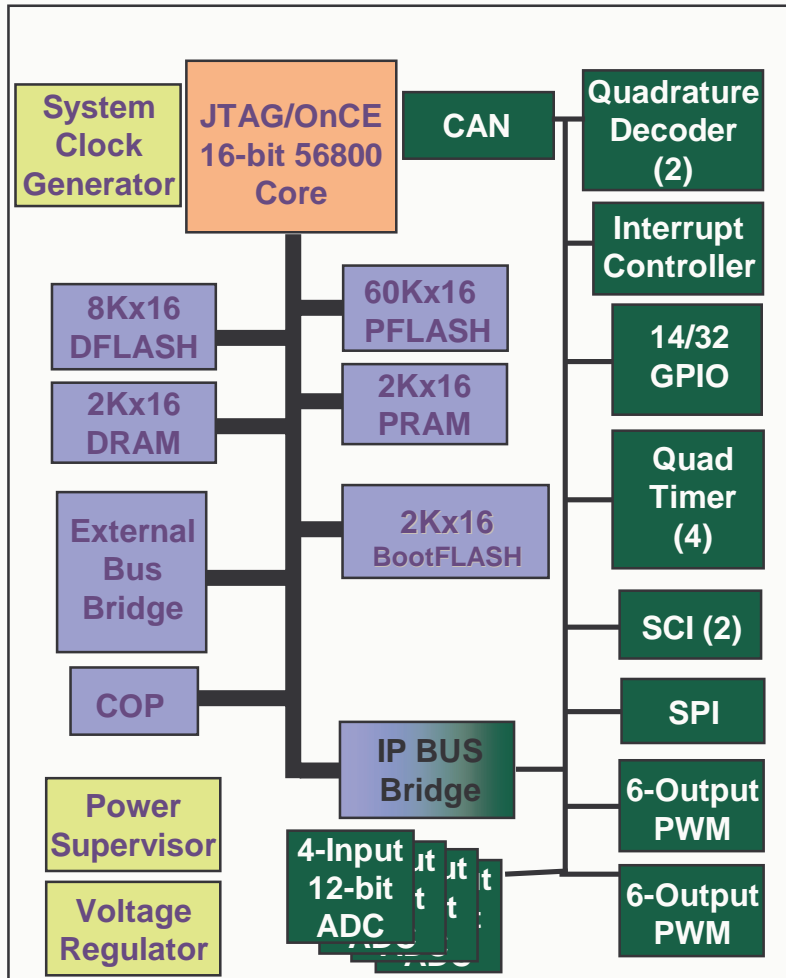 System
Clock
Generator
JTAG/OnCE
16-bit 56800
Core
CAN
Quadrature
Decoder
(2)
Interrupt
Controller
8Kx16
DFLASH
60Kx16
PFLASH
14/32
GPIO
2Kx16
DRAM
2Kx16
PRAM
Quad
Timer
(4)
External
Bus
Bridge
2Kx16
BootFLASH
SCI (2)
COP
SPI
IP BUS
Bridge
Power
Supervisor
6-Output
PWM
4-Input
12-bit
ADC
Voltage
Regulator
6-Output
PWM